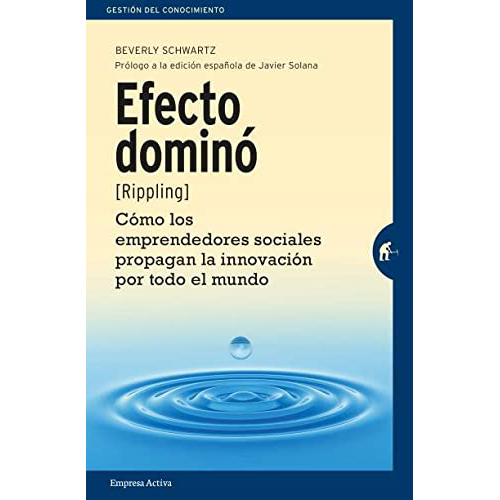 GESTIÓN DEL CONOCIMIENTO
BEVERLY SCHWARTZ
Prólogo a la edición española de Javier Solana
Efecto
dominó
[Rippling]
Cómo los
emprendedores sociales
propagan la innovación
por todo el mundo
Empresa Activa